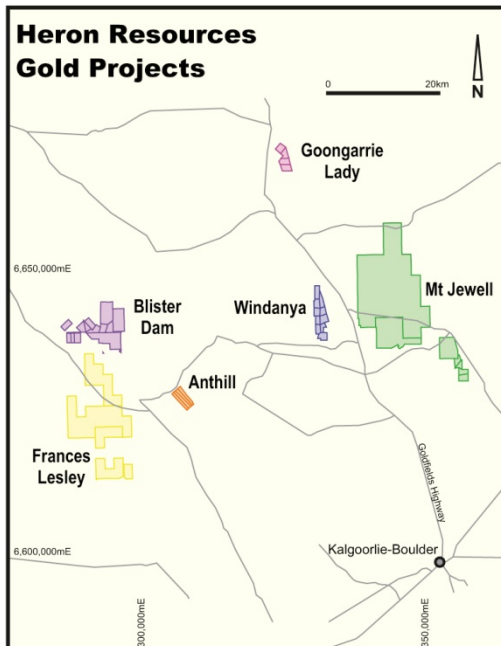 Heron Resources
Gold Projects
0 20km
N
Goongarrie
Lady
6,650,000mE
Blister
Dam
Windanya
Mt Jewell
Anthill
Frances
Lesley
Goldfields Highway
Kalgoorlie-Boulder
6,600,000mE
300,000mE
350,000mE